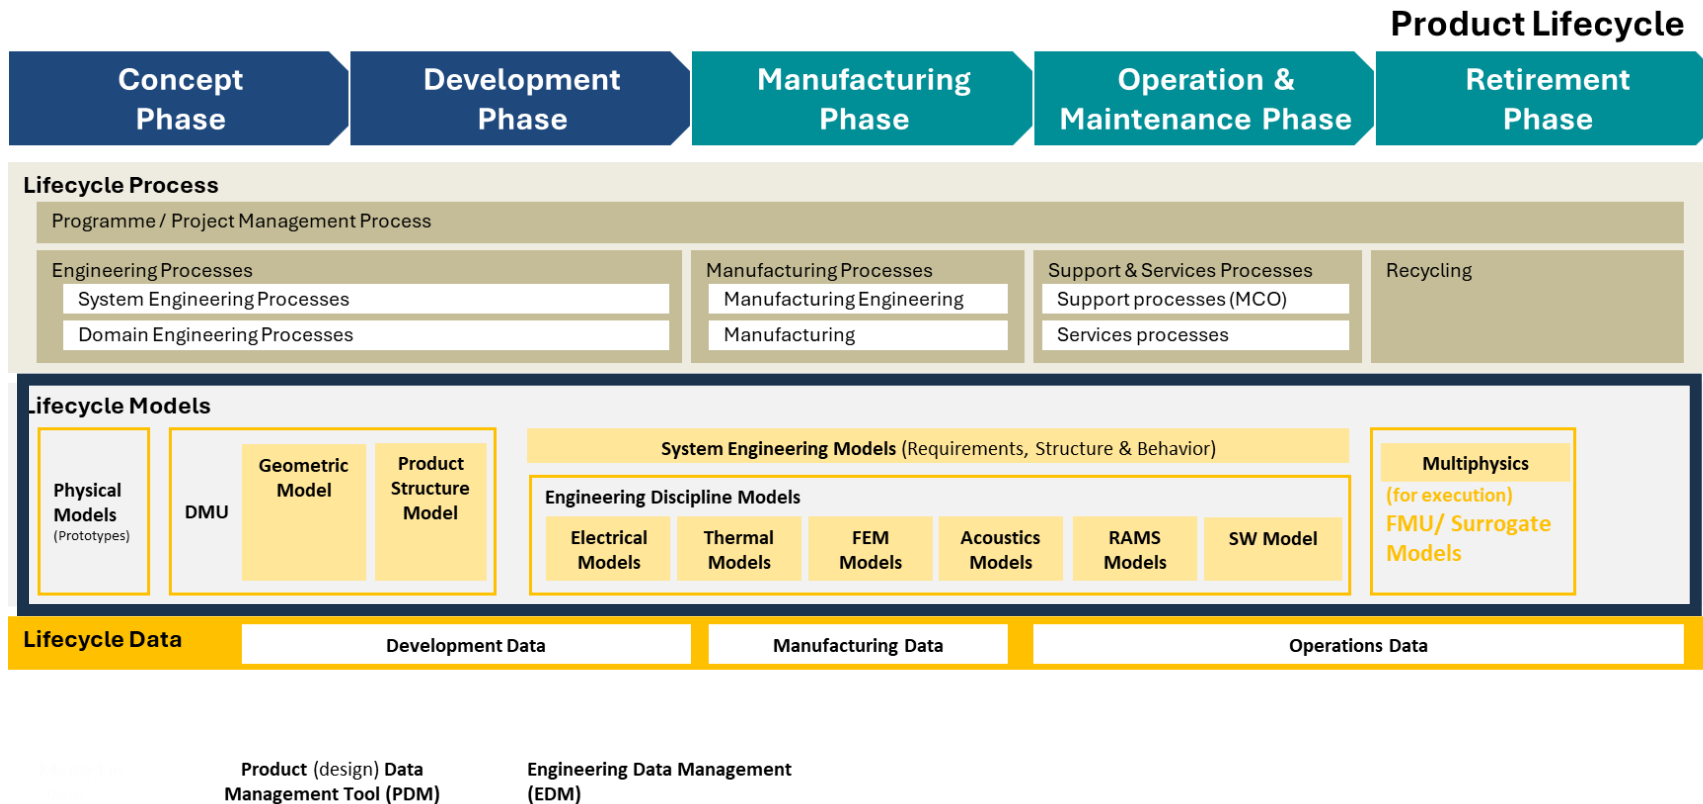 Product Lifecycle
Concept
Phase
Development
Phase
Manufacturing
Phase
Operation &
Maintenance Phase
Retirement
Phase
Lifecycle Process
Programme / Project Management Process
Engineering Processes
System Engineering Processes
Domain Engineering Processes
Manufacturing Processes
Manufacturing Engineering
Manufacturing
Support & Services Processes
Support processes (MCO)
Services processes
Recycling
Lifecycle Models
Physical
Models
(Prototypes)
DMU
Geometric
Model
Product
Structure
Model
System Engineering Models (Requirements, Structure & Behavior)
Engineering Discipline Models
Electrical
Models
Thermal
Models
FEM
Models
Acoustics
Models
RAMS
Models
SW Model
Multiphysics
(for execution)
FMU/ Surrogate
Models
Lifecycle Data
Development Data
Manufacturing Data
Operations Data
Product (design) Data
Management Tool (PDM)
Engineering Data Management
(EDM)